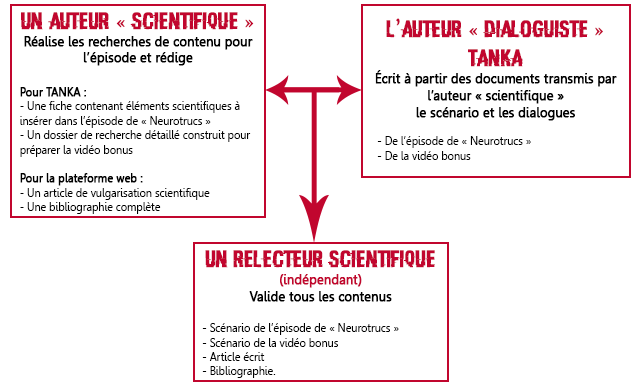 UN AUTEUR « SCIENTIFIQUE »
Réalise les recherches de contenu pour
l'épisode et rédige
Pour TANKA :
- Une fiche contenant éléments scientifiques à
insérer dans l'épisode de « Neurotrucs »
- Un dossier de recherche détaillé construit pour
préparer la vidéo bonus
Pour la plateforme web :
- Un article de vulgarisation scientifique
- Une bibliographie complète
L'AUTEUR « DIALOGUISTE »
TANKA
Écrit à partir des documents transmis par
l'auteur « scientifique »
le scénario et les dialogues
- De l'épisode de « Neurotrucs »
- De la vidéo bonus
UN RELECTEUR SCIENTIFIQUE
(indépendant)
Valide tous les contenus
- Scénario de l'épisode de « Neurotrucs »
- Scénario de la vidéo bonus
- Article écrit
- Bibliographie.